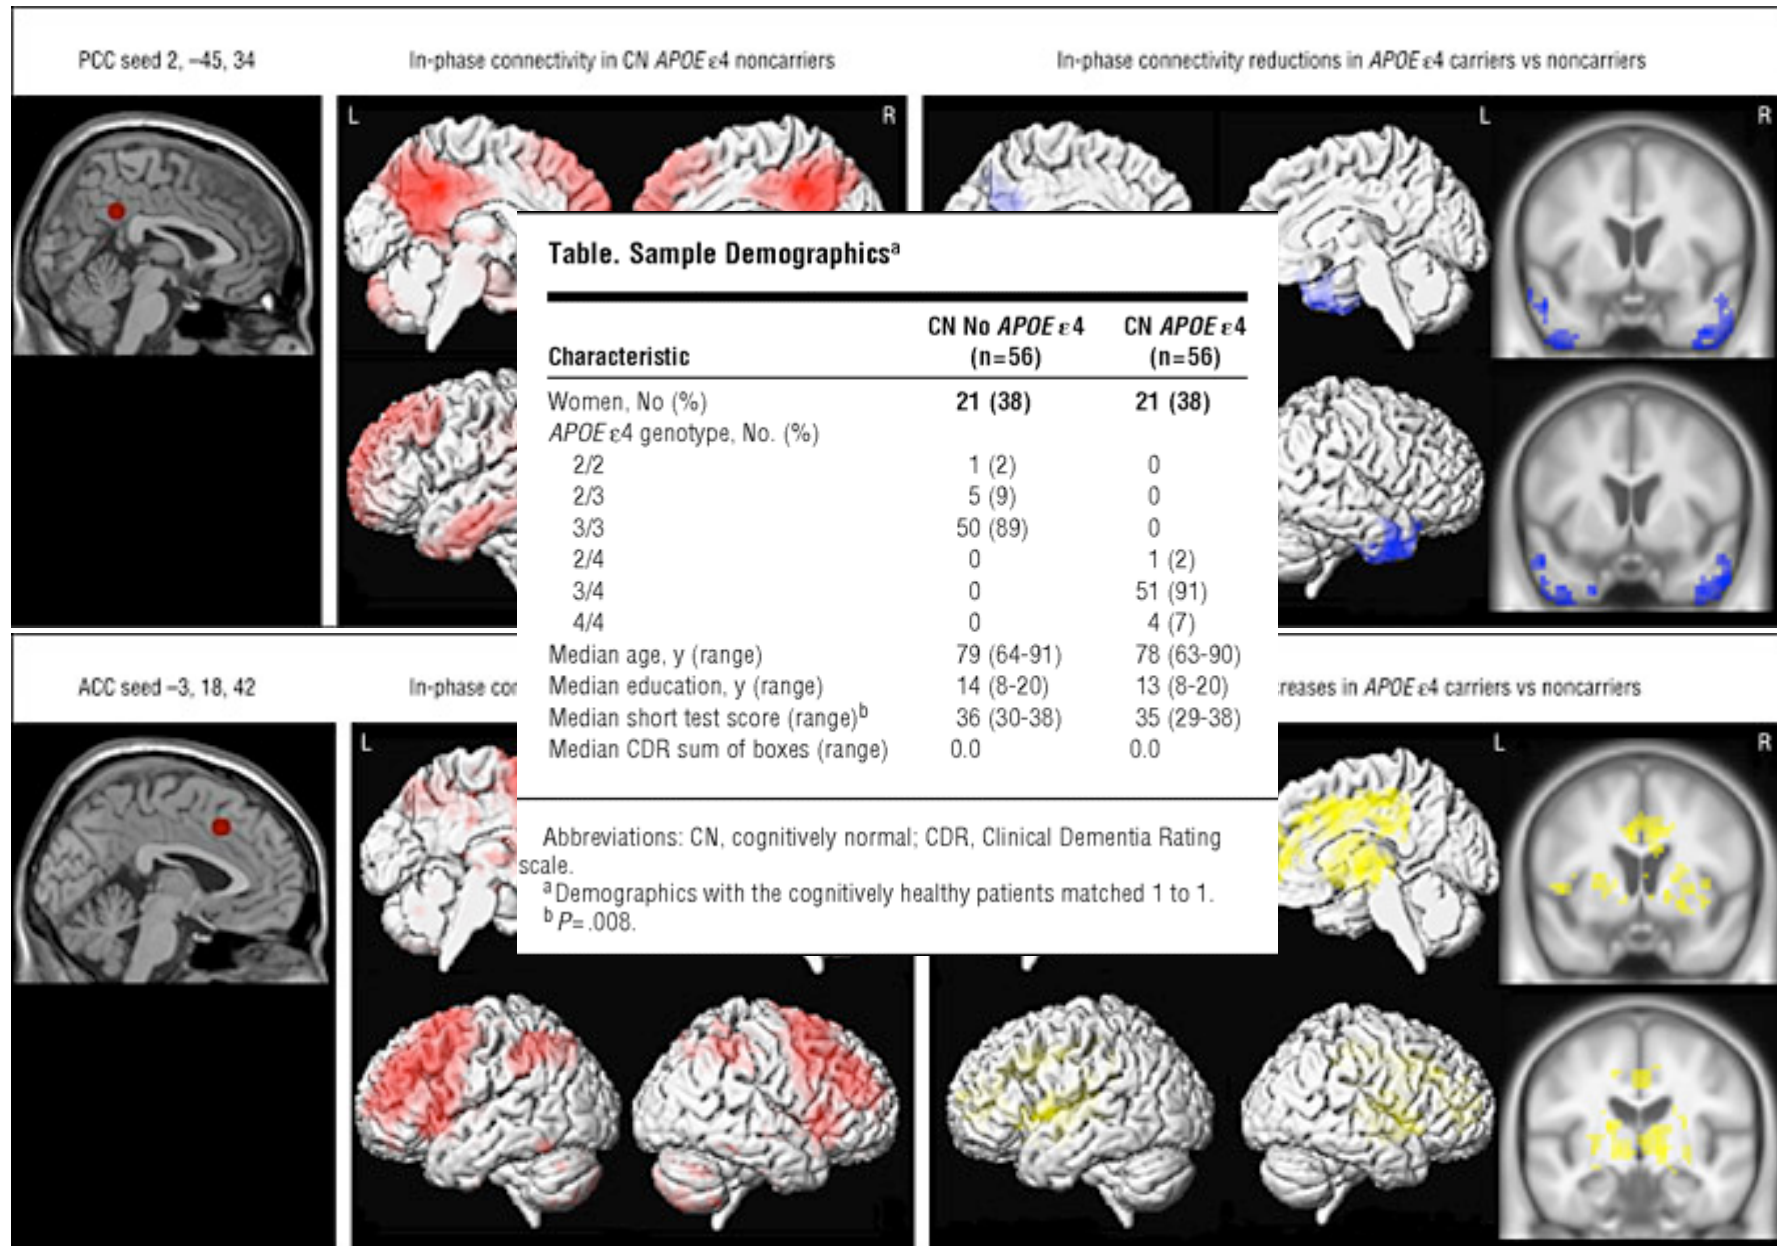 PCC seed 2, –45, 34
In-phase connectivity in CN APOE ε4 noncarriers
In-phase connectivity reductions in APOE ε4 carriers vs noncarriers
L
R
L
R
Table. Sample Demographicsᵃ
Characteristic CN No APOE ε4 (n=56) CN APOE ε4 (n=56)
Women, No (%) 21 (38) 21 (38)
APOE ε4 genotype, No. (%)
2/2 1 (2) 0
2/3 5 (9) 0
3/3 50 (89) 0
2/4 0 1 (2)
3/4 0 51 (91)
4/4 0 4 (7)
Median age, y (range) 79 (64-91) 78 (63-90)
Median education, y (range) 14 (8-20) 13 (8-20)
Median short test score (range)ᵇ 36 (30-38) 35 (29-38)
Median CDR sum of boxes (range) 0.0 0.0
Abbreviations: CN, cognitively normal; CDR, Clinical Dementia Rating
scale.
ᵃDemographics with the cognitively healthy patients matched 1 to 1.
ᵇP=.008.
ACC seed –3, 18, 42
In-phase con
creases in APOE ε4 carriers vs noncarriers
L
L
R